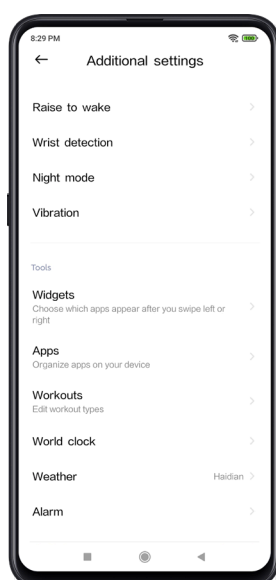 8:29 PM
100
Additional settings
Raise to wake
Wrist detection
Night mode
Vibration
Tools
Widgets
Choose which apps appear after you swipe left or
right
Apps
Organize apps on your device
Workouts
Edit workout types
World clock
Weather
Haidian
Alarm